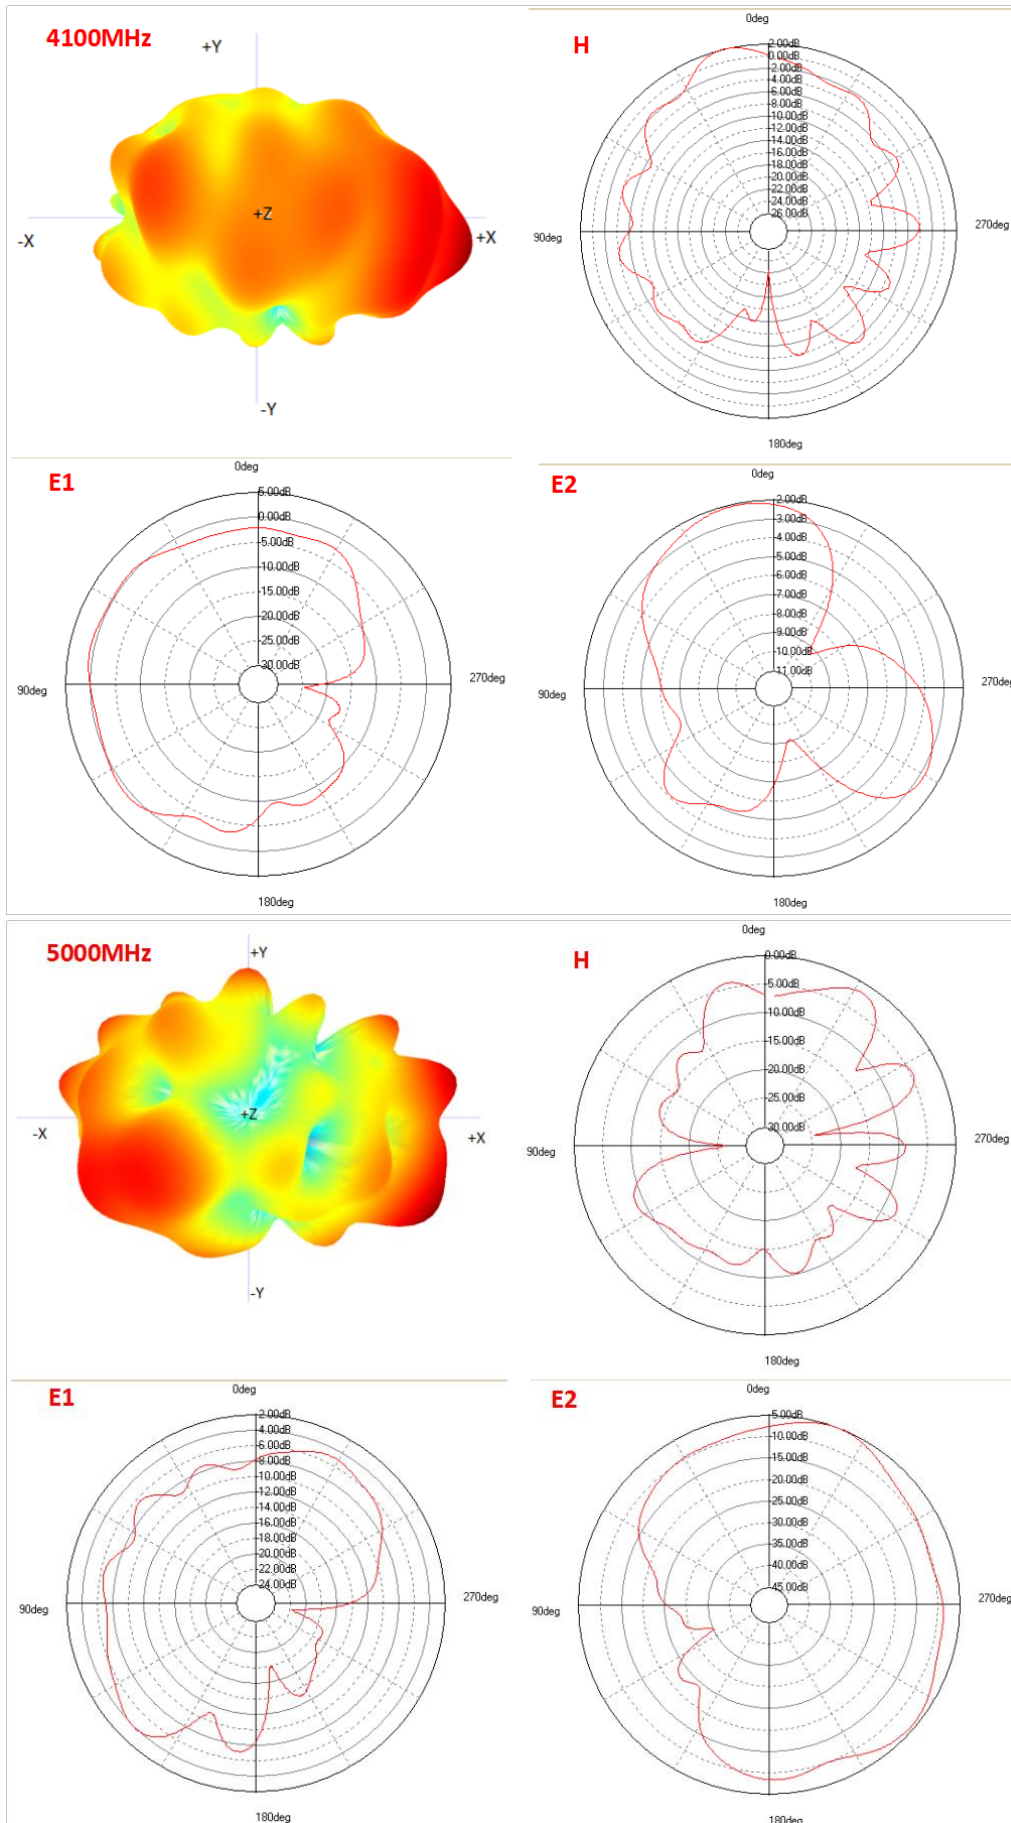 4100MHz
+Y
+Z
-X
+X
-Y
H
0deg
2.00dB
0.00dB
2.00dB
4.00dB
6.00dB
8.00dB
10.00dB
12.00dB
14.00dB
16.00dB
18.00dB
20.00dB
22.00dB
24.00dB
26.00dB
90deg
270deg
180deg
E1
0deg
5.00dB
0.00dB
5.00dB
10.00dB
15.00dB
20.00dB
25.00dB
30.00dB
90deg
270deg
180deg
E2
0deg
2.00dB
3.00dB
4.00dB
5.00dB
6.00dB
7.00dB
8.00dB
9.00dB
10.00dB
11.00dB
90deg
270deg
180deg
5000MHz
+Y
+Z
-X
+X
-Y
H
0deg
0.00dB
5.00dB
10.00dB
15.00dB
20.00dB
25.00dB
30.00dB
90deg
270deg
180deg
E1
0deg
2.00dB
4.00dB
6.00dB
8.00dB
10.00dB
12.00dB
14.00dB
16.00dB
18.00dB
20.00dB
22.00dB
24.00dB
90deg
270deg
180deg
E2
0deg
5.00dB
10.00dB
15.00dB
20.00dB
25.00dB
30.00dB
35.00dB
40.00dB
45.00dB
90deg
270deg
180deg